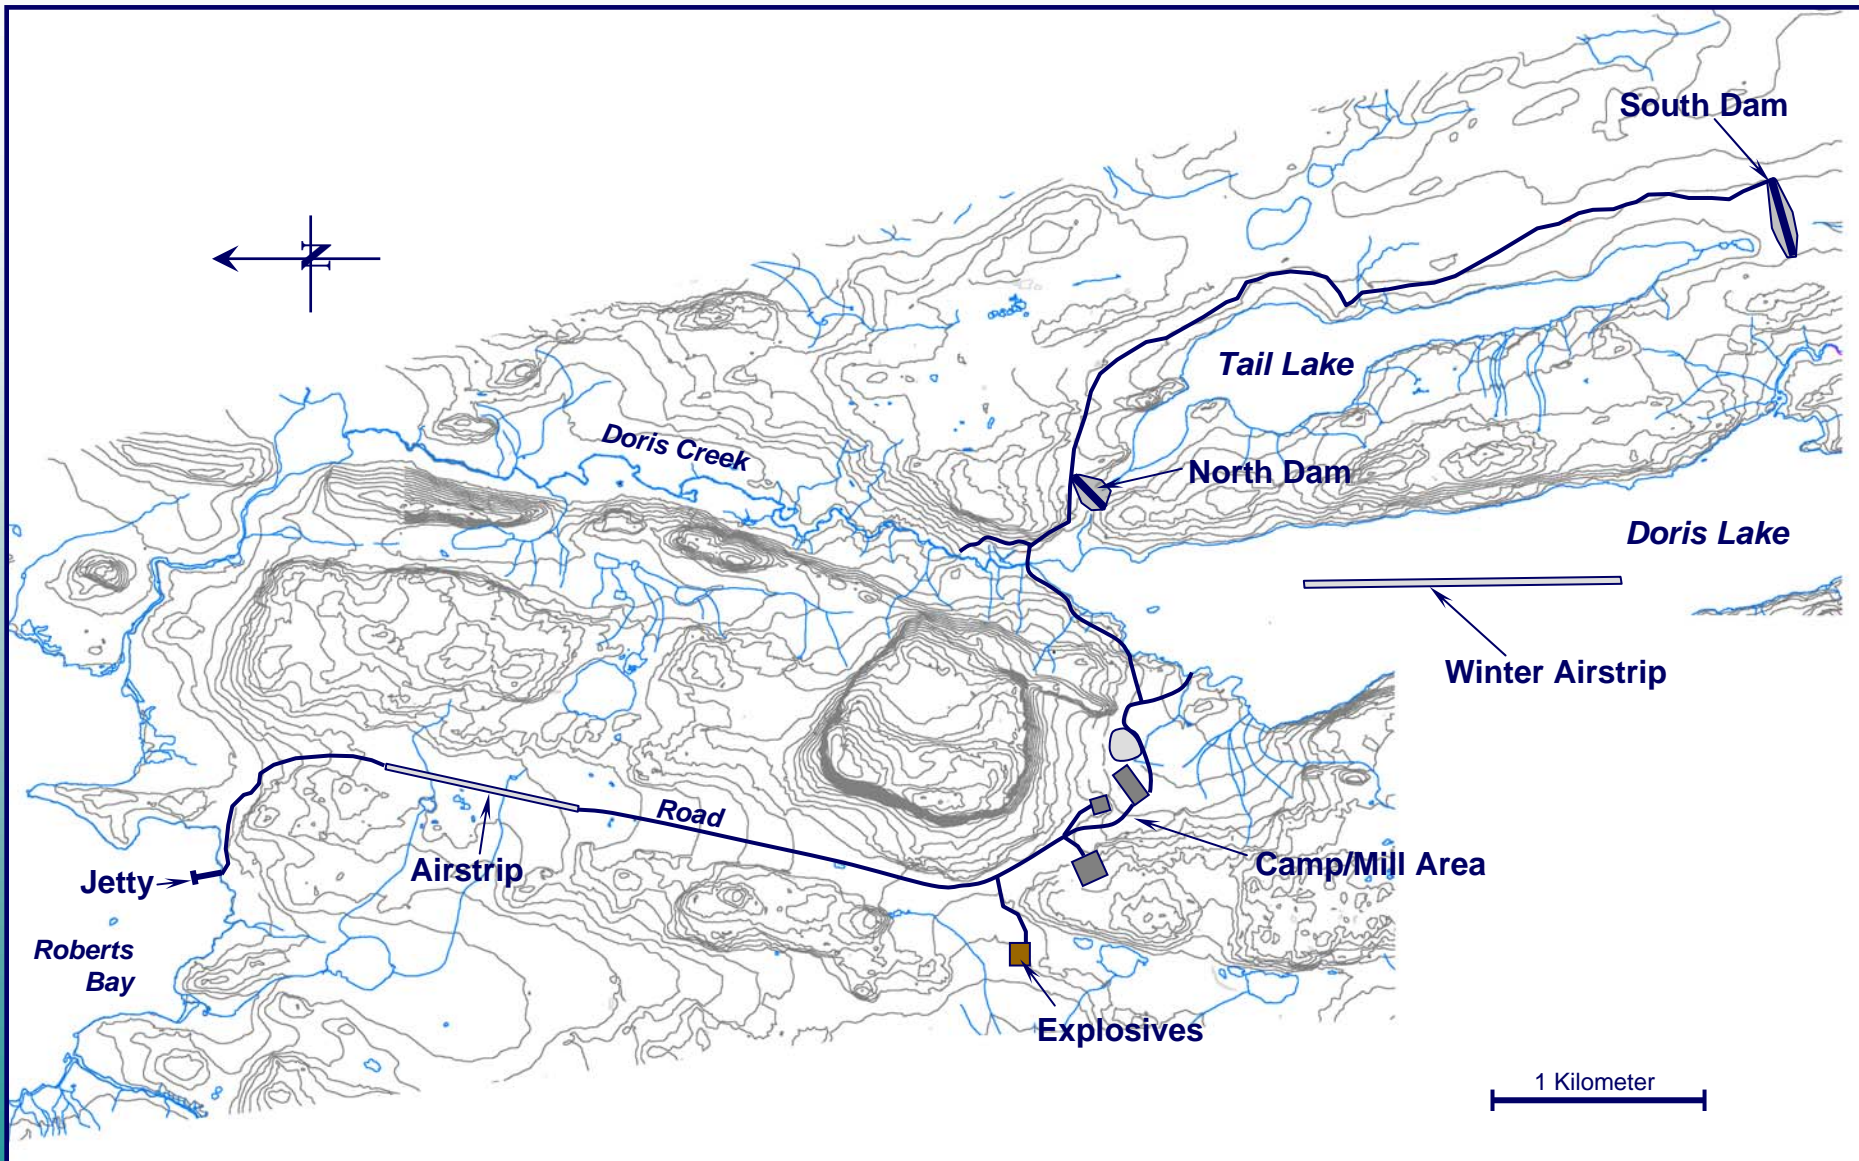 South Dam
N
Tail Lake
Doris Creek
North Dam
Doris Lake
Winter Airstrip
Road
Airstrip
Camp/Mill Area
Jetty
Roberts
Bay
Explosives
1 Kilometer